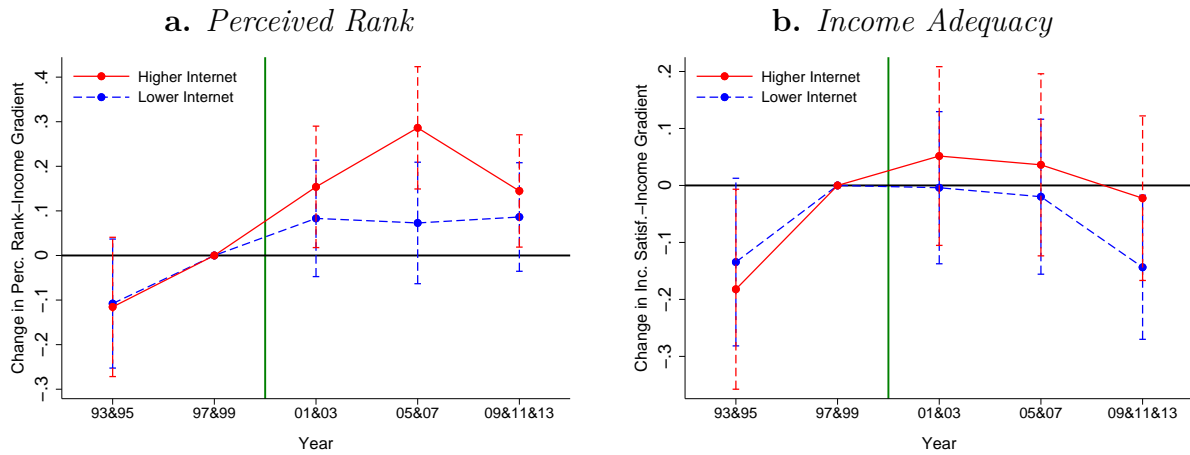 a. Perceived Rank
Change in Perc. Rank−Income Gradient
.4
.3
.2
.1
0
−.1
−.2
−.3
Higher Internet
Lower Internet
93&95 97&99 01&03 05&07 09&11&13
Year
b. Income Adequacy
Change in Inc. Satisf.−Income Gradient
.2
.1
0
−.1
−.2
−.3
Higher Internet
Lower Internet
93&95 97&99 01&03 05&07 09&11&13
Year